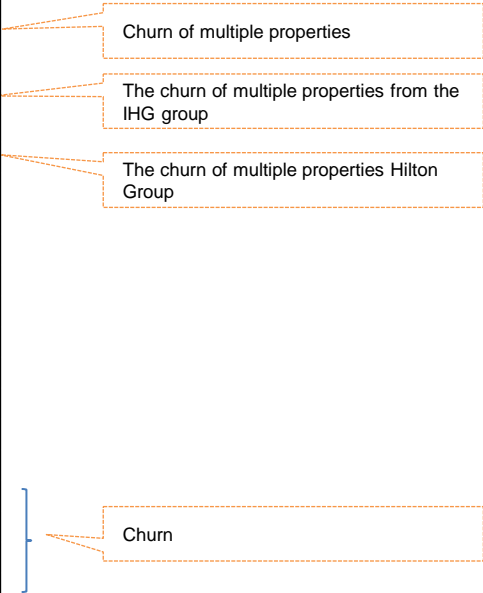 Churn of multiple properties
The churn of multiple properties from the
IHG group
The churn of multiple properties Hilton
Group
Churn